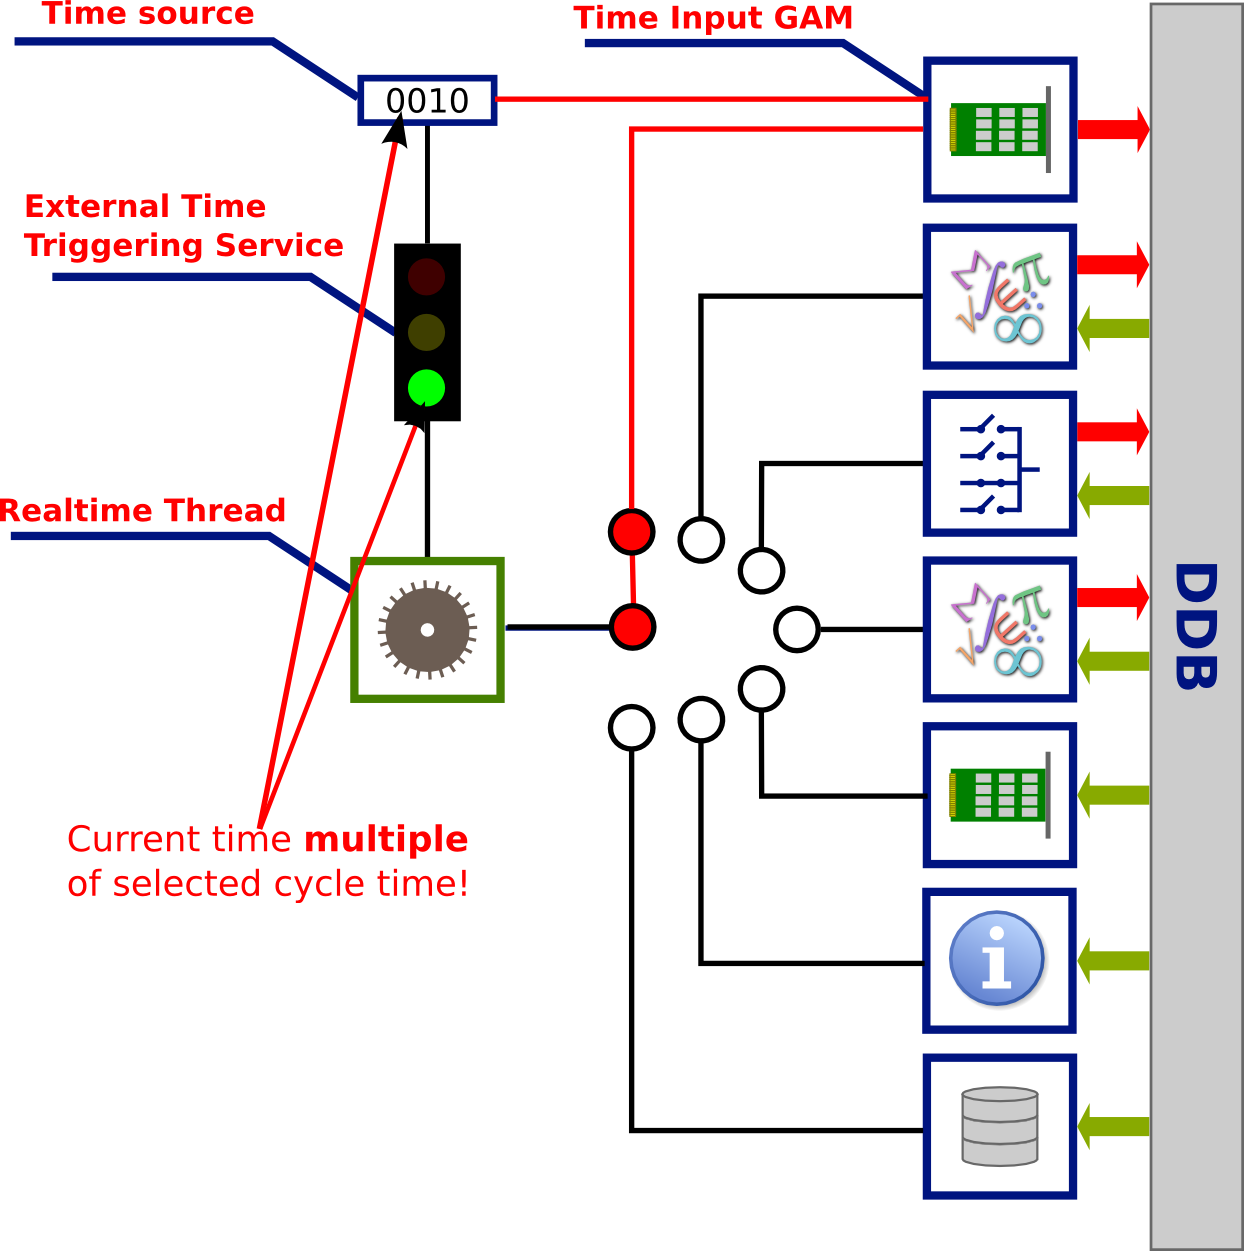 Time source
Time Input GAM
0010
External Time
Triggering Service
Realtime Thread
DDB
Current time multiple
of selected cycle time!